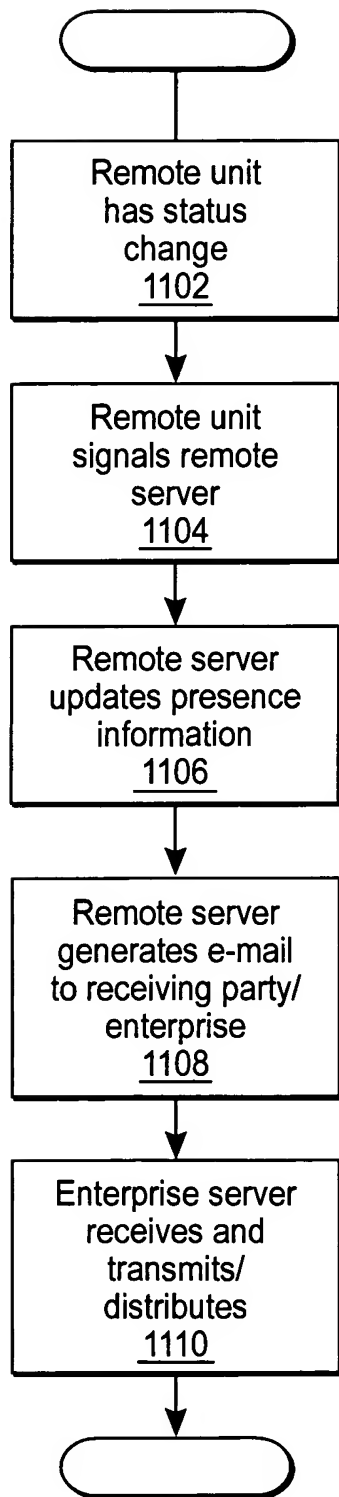 Remote unit
has status
change
1102
Remote unit
signals remote
server
1104
Remote server
updates presence
information
1106
Remote server
generates e-mail
to receiving party/
enterprise
1108
Enterprise server
receives and
transmits/
distributes
1110